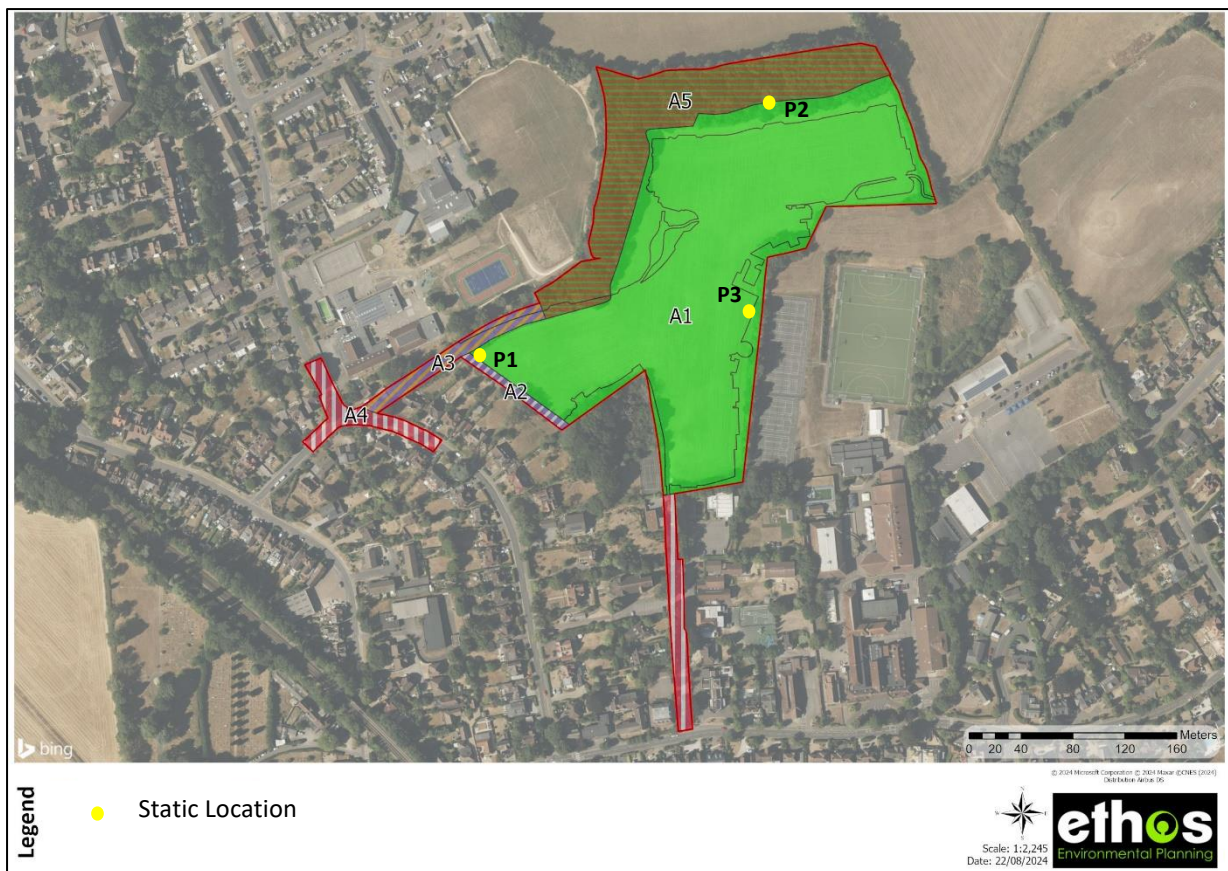 A5
P2
P3
A1
P1
A3
A2
A4
bing
Meters
0 20 40 80 120 160
© 2024 Microsoft Corporation © 2024 Maxar ©CNES (2024)
Distribution Airbus DS
Legend
Static Location
Scale: 1:2,245
Date: 22/08/2024
ethos
Environmental Planning